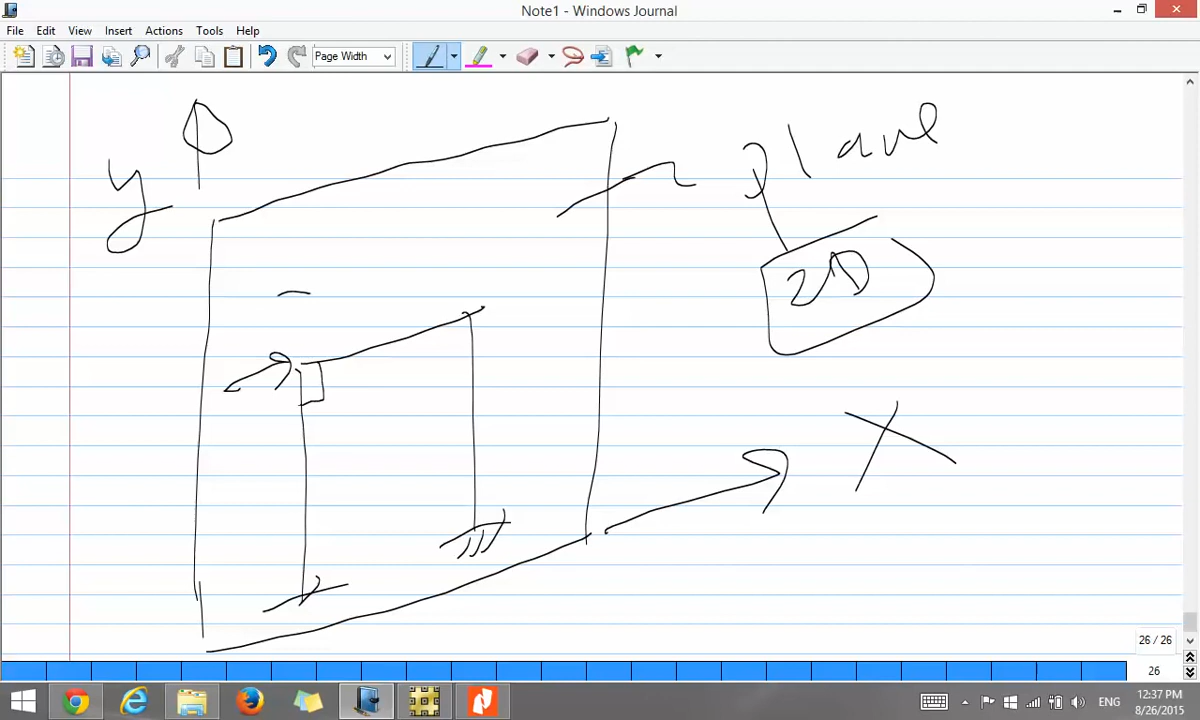 Note1 - Windows Journal
File Edit View Insert Actions Tools Help
Page Width
y
plane
2D
X
26 / 26
26
ENG
12:37 PM
8/26/2015